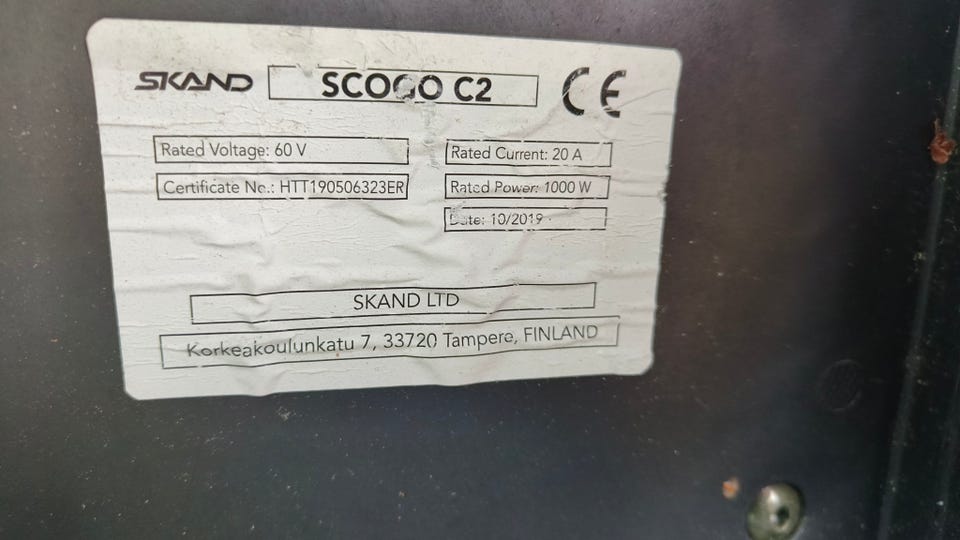 SKAND SCOGO C2 CE
Rated Voltage: 60 V
Rated Current: 20 A
Certificate No.: HTT190506323ER
Rated Power: 1000 W
Date: 10/2019
SKAND LTD
Korkeakoulunkatu 7, 33720 Tampere, FINLAND